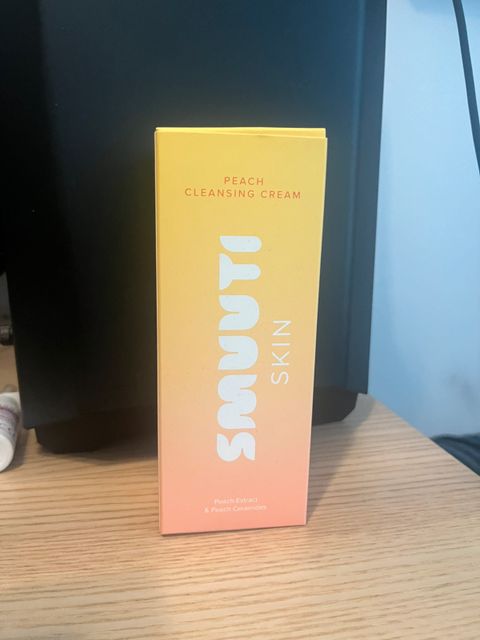 PEACH
CLEANSING CREAM
SMUUTI
SKIN
Peach Extract
& Peach Ceramides